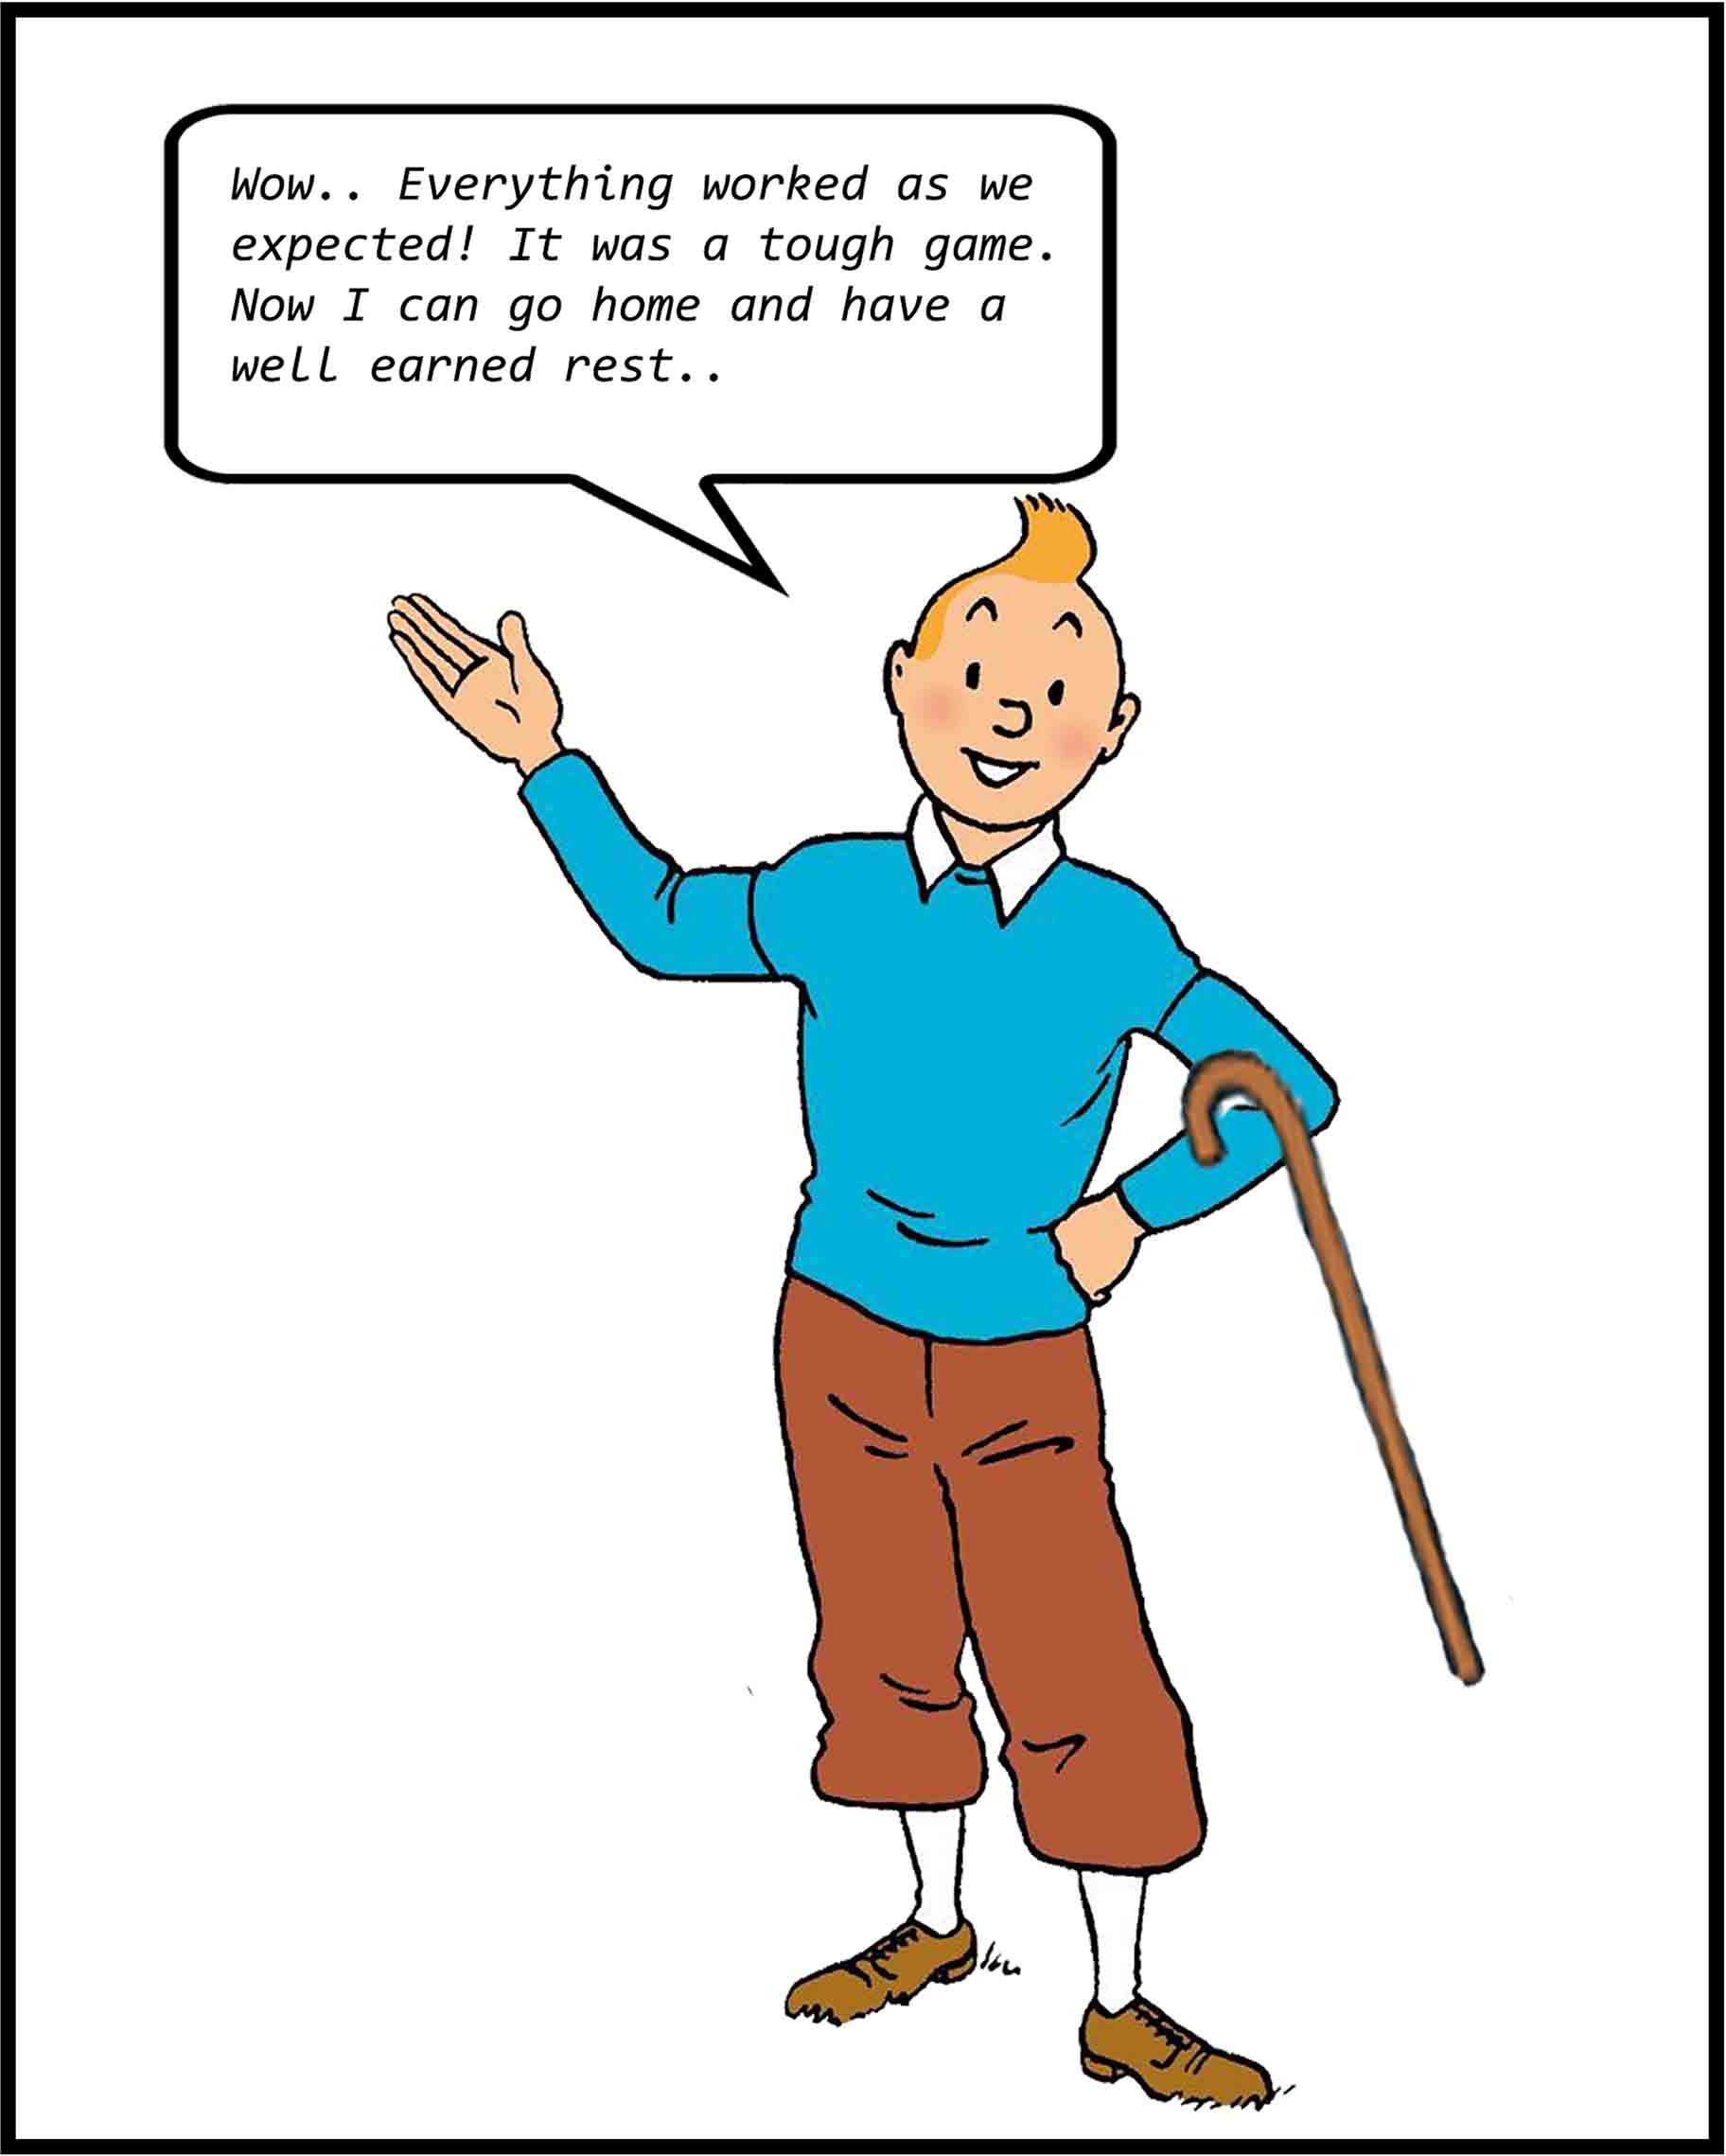 Wow.. Everything worked as we
expected! It was a tough game.
Now I can go home and have a
well earned rest..